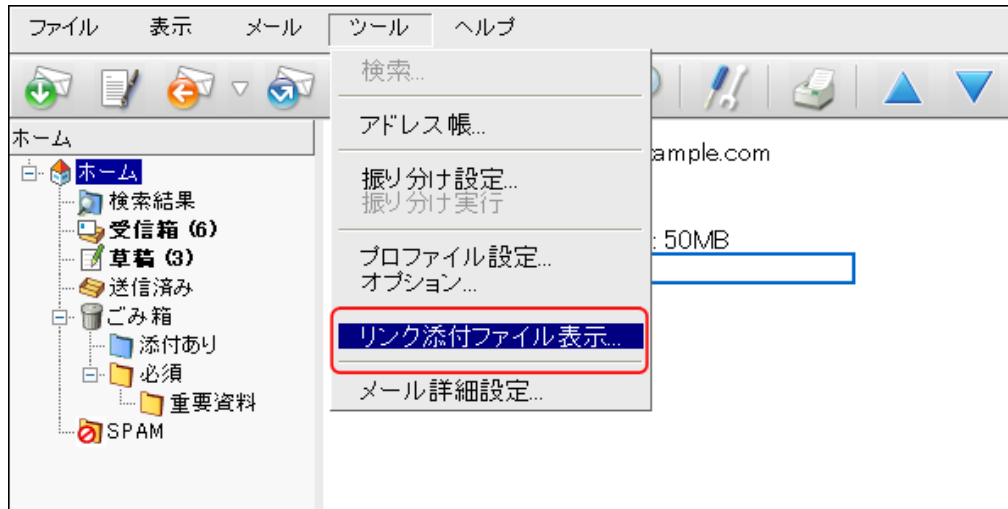 ファイル 表示 メール ツール ヘルプ
検索...
アドレス帳...
振り分け設定...
振り分け実行
プロファイル設定...
オプション...
リンク添付ファイル表示...
メール詳細設定...
ホーム
ホーム
検索結果
受信箱 (6)
草稿 (3)
送信済み
ごみ箱
添付あり
必須
重要資料
SPAM
ample.com
: 50MB